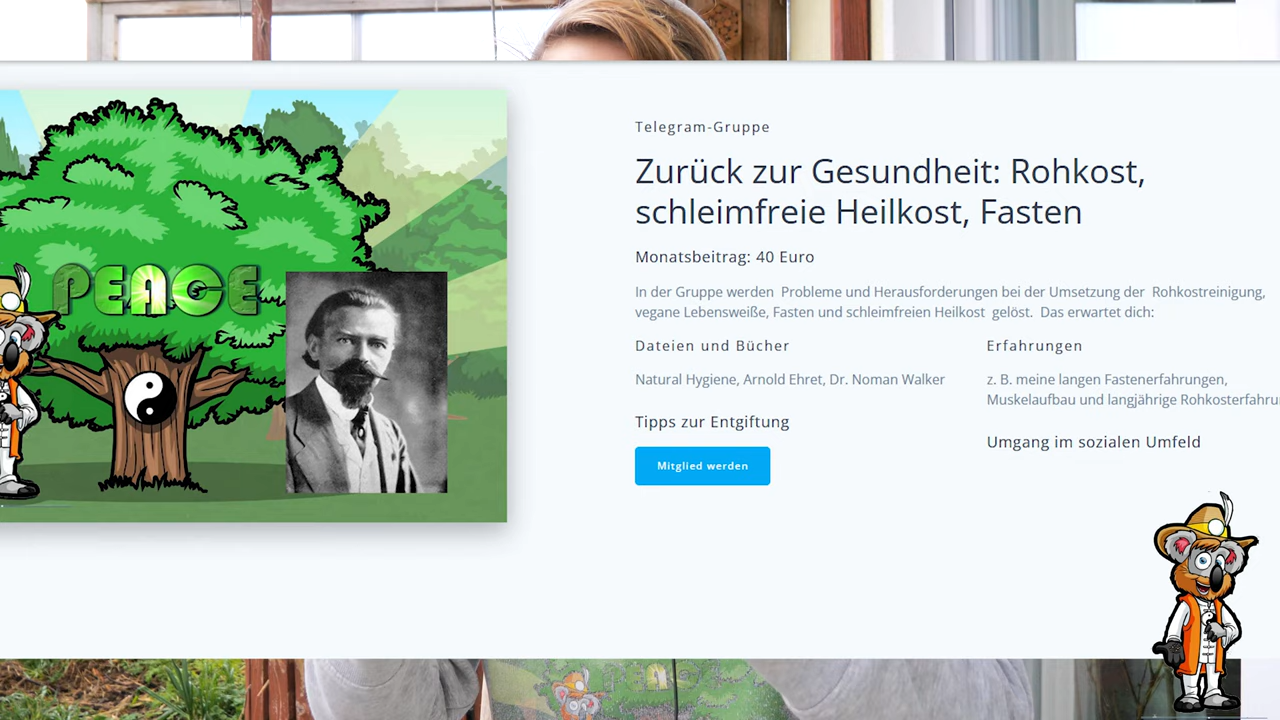 Telegram-Gruppe
Zurück zur Gesundheit: Rohkost,
schleimfreie Heilkost, Fasten
Monatsbeitrag: 40 Euro
In der Gruppe werden Probleme und Herausforderungen bei der Umsetzung der Rohkostreinigung,
vegane Lebensweiße, Fasten und schleimfreien Heilkost gelöst. Das erwartet dich:
Dateien und Bücher
Natural Hygiene, Arnold Ehret, Dr. Noman Walker
Tipps zur Entgiftung
Mitglied werden
Erfahrungen
z. B. meine langen Fastenerfahrungen,
Muskelaufbau und langjährige Rohkosterfahru
Umgang im sozialen Umfeld
PEACE